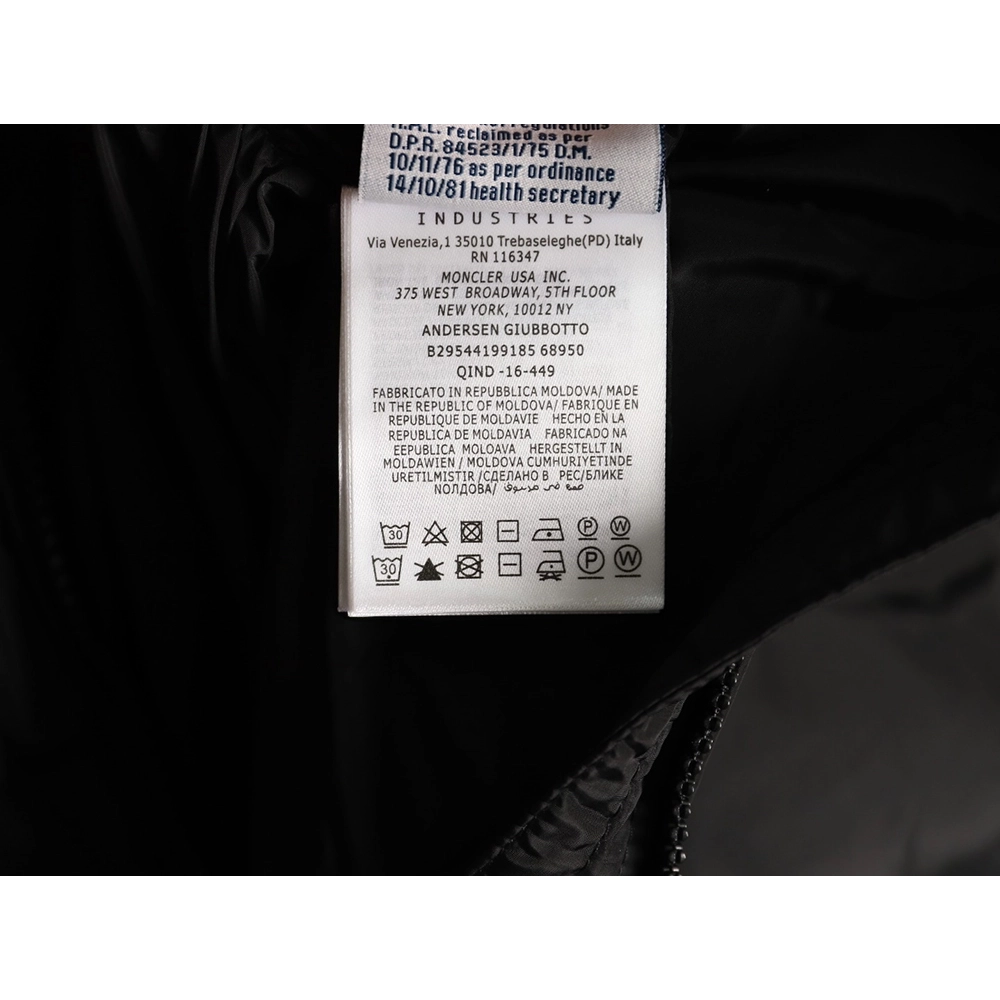 reclaimed as per
D.P.R. 84523/1/75 D.M.
10/11/76 as per ordinance
14/10/81 health secretary
INDUSTRIES
Via Venezia,1 35010 Trebaseleghe(PD) Italy
RN 116347
MONCLER USA INC.
375 WEST BROADWAY, 5TH FLOOR
NEW YORK, 10012 NY
ANDERSEN GIUBBOTTO
B29544199185 68950
QIND -16-449
FABBRICATO IN REPUBBLICA MOLDOVA/ MADE
IN THE REPUBLIC OF MOLDOVA/ FABRIQUE EN
REPUBLIQUE DE MOLDAVIE HECHO EN LA
REPUBLICA DE MOLDAVIA FABRICADO NA
EEPUBLICA MOLOAVA HERGESTELLT IN
MOLDAWIEN / MOLDOVA CUMHURIYETINDE
URETILMISTIR /СДЕЛАНО В РЕС/БЛИКЕ
NОЛДОВА/
30 P W
30 P W